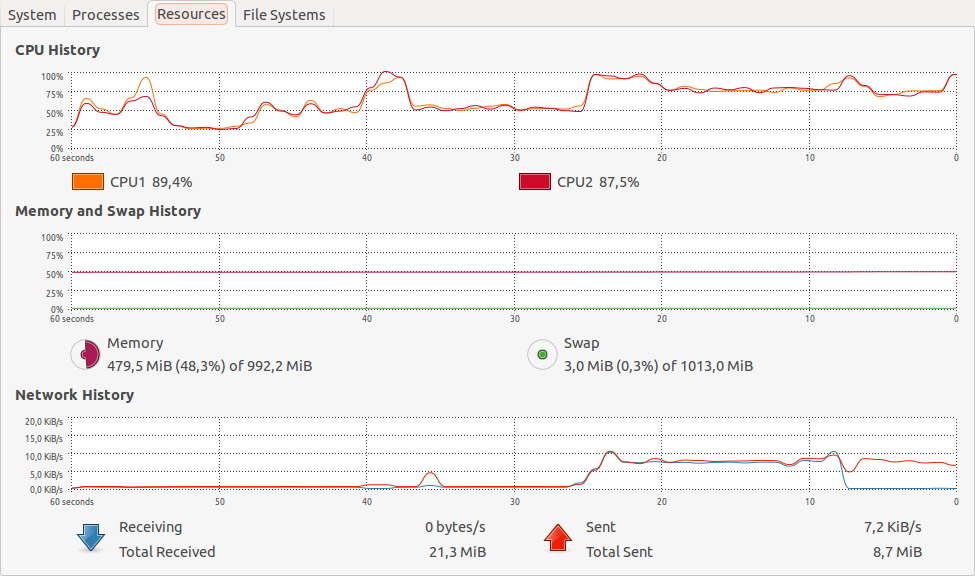 System Processes Resources File Systems
CPU History
100%
75%
50%
25%
0%
60 seconds 50 40 30 20 10 0
CPU1 89,4% CPU2 87,5%
Memory and Swap History
100%
75%
50%
25%
0%
60 seconds 50 40 30 20 10 0
Memory Swap
479,5 MiB (48,3%) of 992,2 MiB 3,0 MiB (0,3%) of 1013,0 MiB
Network History
20,0 KiB/s
15,0 KiB/s
10,0 KiB/s
5,0 KiB/s
0,0 KiB/s
60 seconds 50 40 30 20 10 0
Receiving 0 bytes/s Sent 7,2 KiB/s
Total Received 21,3 MiB Total Sent 8,7 MiB